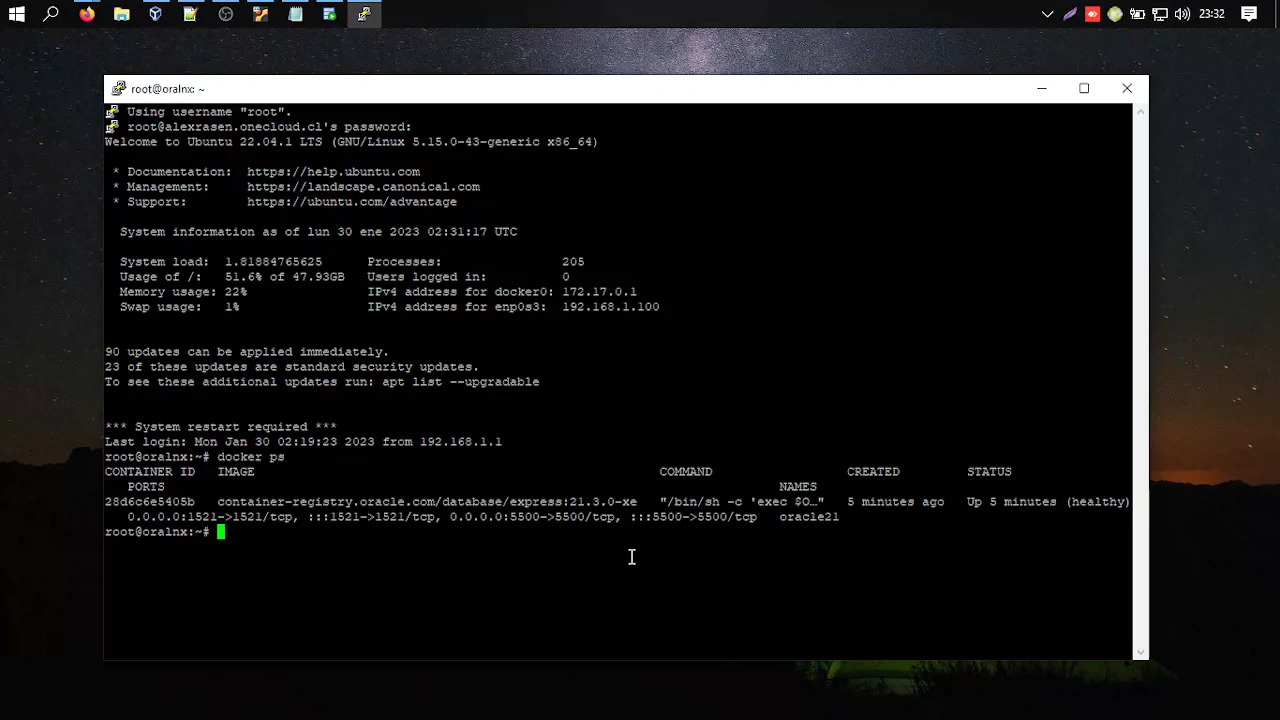 23:32
root@oralnx: ~
Using username "root".
root@alexrasen.onecloud.cl's password:
Welcome to Ubuntu 22.04.1 LTS (GNU/Linux 5.15.0-43-generic x86_64)
* Documentation:  https://help.ubuntu.com
* Management:     https://landscape.canonical.com
* Support:        https://ubuntu.com/advantage
System information as of lun 30 ene 2023 02:31:17 UTC
System load:  1.81884765625      Processes:               205
Usage of /:   51.6% of 47.93GB   Users logged in:         0
Memory usage: 22%                IPv4 address for docker0: 172.17.0.1
Swap usage:   1%                 IPv4 address for enp0s3:  192.168.1.100
90 updates can be applied immediately.
23 of these updates are standard security updates.
To see these additional updates run: apt list --upgradable
*** System restart required ***
Last login: Mon Jan 30 02:19:23 2023 from 192.168.1.1
root@oralnx:~# docker ps
CONTAINER ID   IMAGE   COMMAND   CREATED   STATUS
PORTS   NAMES
28d6c6e5405b   container-registry.oracle.com/database/express:21.3.0-xe   "/bin/sh -c 'exec $O…"   5 minutes ago   Up 5 minutes (healthy)
0.0.0.0:1521->1521/tcp, :::1521->1521/tcp, 0.0.0.0:5500->5500/tcp, :::5500->5500/tcp   oracle21
root@oralnx:~#